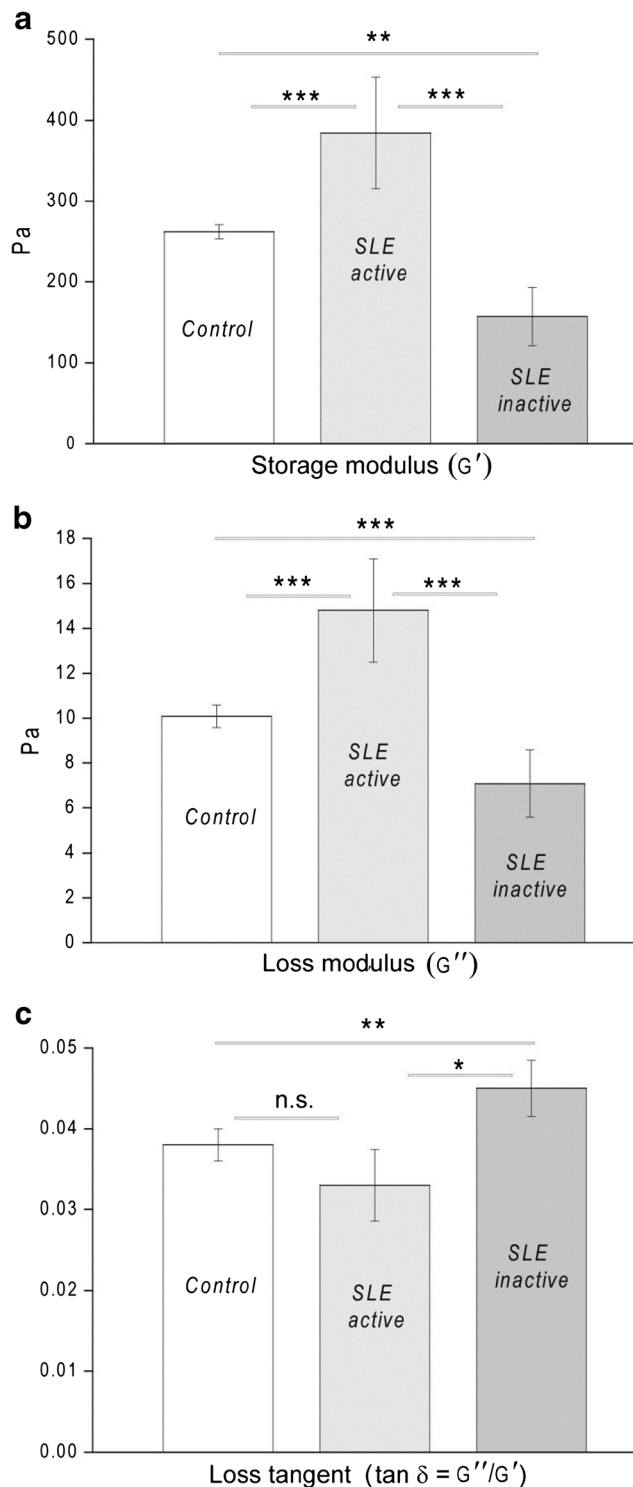 a
500
400
300
200
100
0
Pa
**
***
***
Control
SLE
active
SLE
inactive
Storage modulus (G′)
b
18
16
14
12
10
8
6
4
2
0
Pa
***
***
***
Control
SLE
active
SLE
inactive
Loss modulus (G′′)
c
0.05
0.04
0.03
0.02
0.01
0.00
**
*
n.s.
Control
SLE
active
SLE
inactive
Loss tangent (tan δ = G′′/G′)